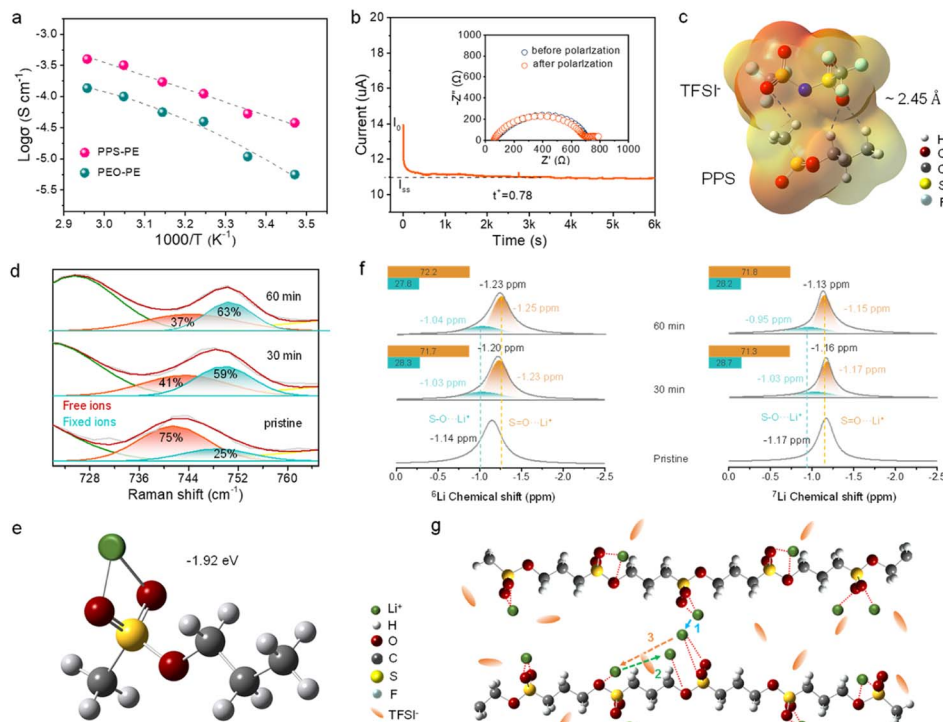 a
Logσ (S cm⁻¹)
-3.0
-3.5
-4.0
-4.5
-5.0
-5.5
PPS-PE
PEO-PE
2.9 3.0 3.1 3.2 3.3 3.4 3.5
1000/T (K⁻¹)
b
Current (uA)
20
18
16
14
12
10
I₀
Iss
t⁺=0.78
0 1k 2k 3k 4k 5k 6k
Time (s)
-Z'' (Ω)
-1000
-800
-600
-400
-200
0
before polarization
after polarization
0 200 400 600 800 1000
Z' (Ω)
c
TFSI⁻
~ 2.45 Å
PPS
H
S
F
d
60 min
37%
63%
30 min
41%
59%
Free ions
Fixed ions
pristine
75%
25%
728 736 744 752 760
Raman shift (cm⁻¹)
f
72.2
27.8
-1.23 ppm
-1.04 ppm
-1.25 ppm
60 min
71.7
28.3
-1.20 ppm
-1.03 ppm
-1.23 ppm
30 min
S-O···Li⁺
S=O···Li⁺
-1.14 ppm
Pristine
0.0 -0.5 -1.0 -1.5 -2.0 -2.5
⁶Li Chemical shift (ppm)
71.8
28.2
-1.13 ppm
-0.95 ppm
-1.15 ppm
71.3
28.7
-1.16 ppm
-1.03 ppm
-1.17 ppm
S-O···Li⁺
S=O···Li⁺
-1.17 ppm
0.0 -0.5 -1.0 -1.5 -2.0 -2.5
⁷Li Chemical shift (ppm)
e
-1.92 eV
Li⁺
H
O
C
S
F
TFSI⁻
g
1
3
2